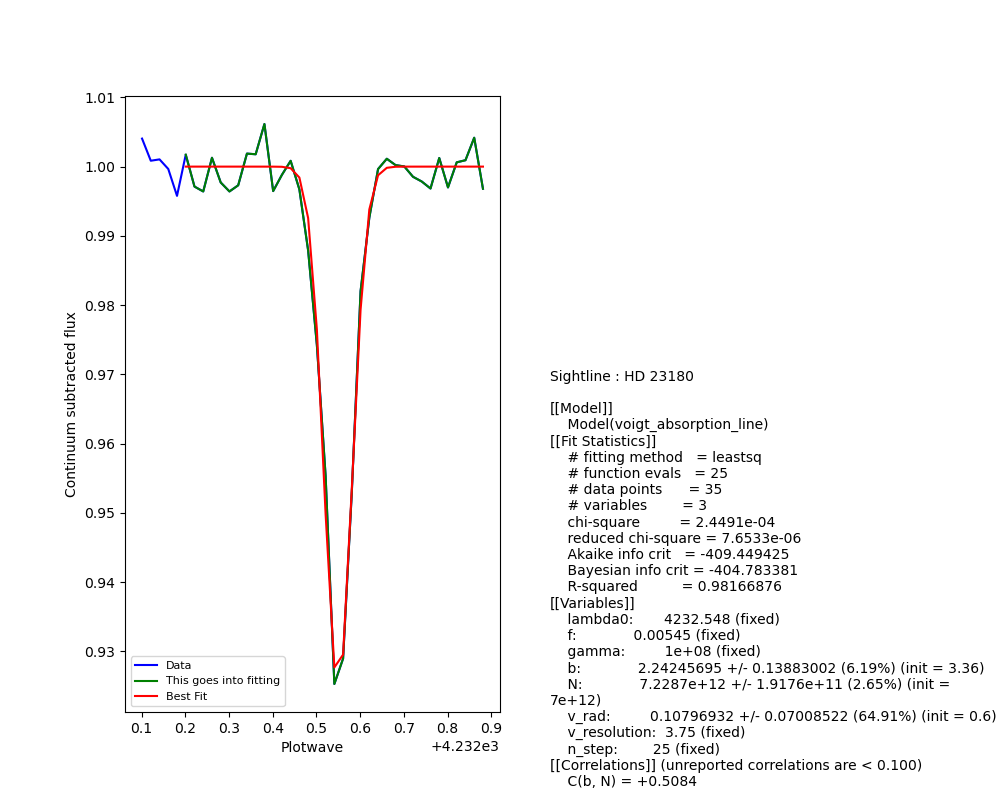 1.01
1.00
0.99
0.98
0.97
0.96
0.95
0.94
0.93
Continuum subtracted flux
Data
This goes into fitting
Best Fit
0.1 0.2 0.3 0.4 0.5 0.6 0.7 0.8 0.9
Plotwave
+4.232e3
Sightline : HD 23180
[[Model]]
Model(voigt_absorption_line)
[[Fit Statistics]]
# fitting method = leastsq
# function evals = 25
# data points = 35
# variables = 3
chi-square = 2.4491e-04
reduced chi-square = 7.6533e-06
Akaike info crit = -409.449425
Bayesian info crit = -404.783381
R-squared = 0.98166876
[[Variables]]
lambda0: 4232.548 (fixed)
f: 0.00545 (fixed)
gamma: 1e+08 (fixed)
b: 2.24245695 +/- 0.13883002 (6.19%) (init = 3.36)
N: 7.2287e+12 +/- 1.9176e+11 (2.65%) (init =
7e+12)
v_rad: 0.10796932 +/- 0.07008522 (64.91%) (init = 0.6)
v_resolution: 3.75 (fixed)
n_step: 25 (fixed)
[[Correlations]] (unreported correlations are < 0.100)
C(b, N) = +0.5084